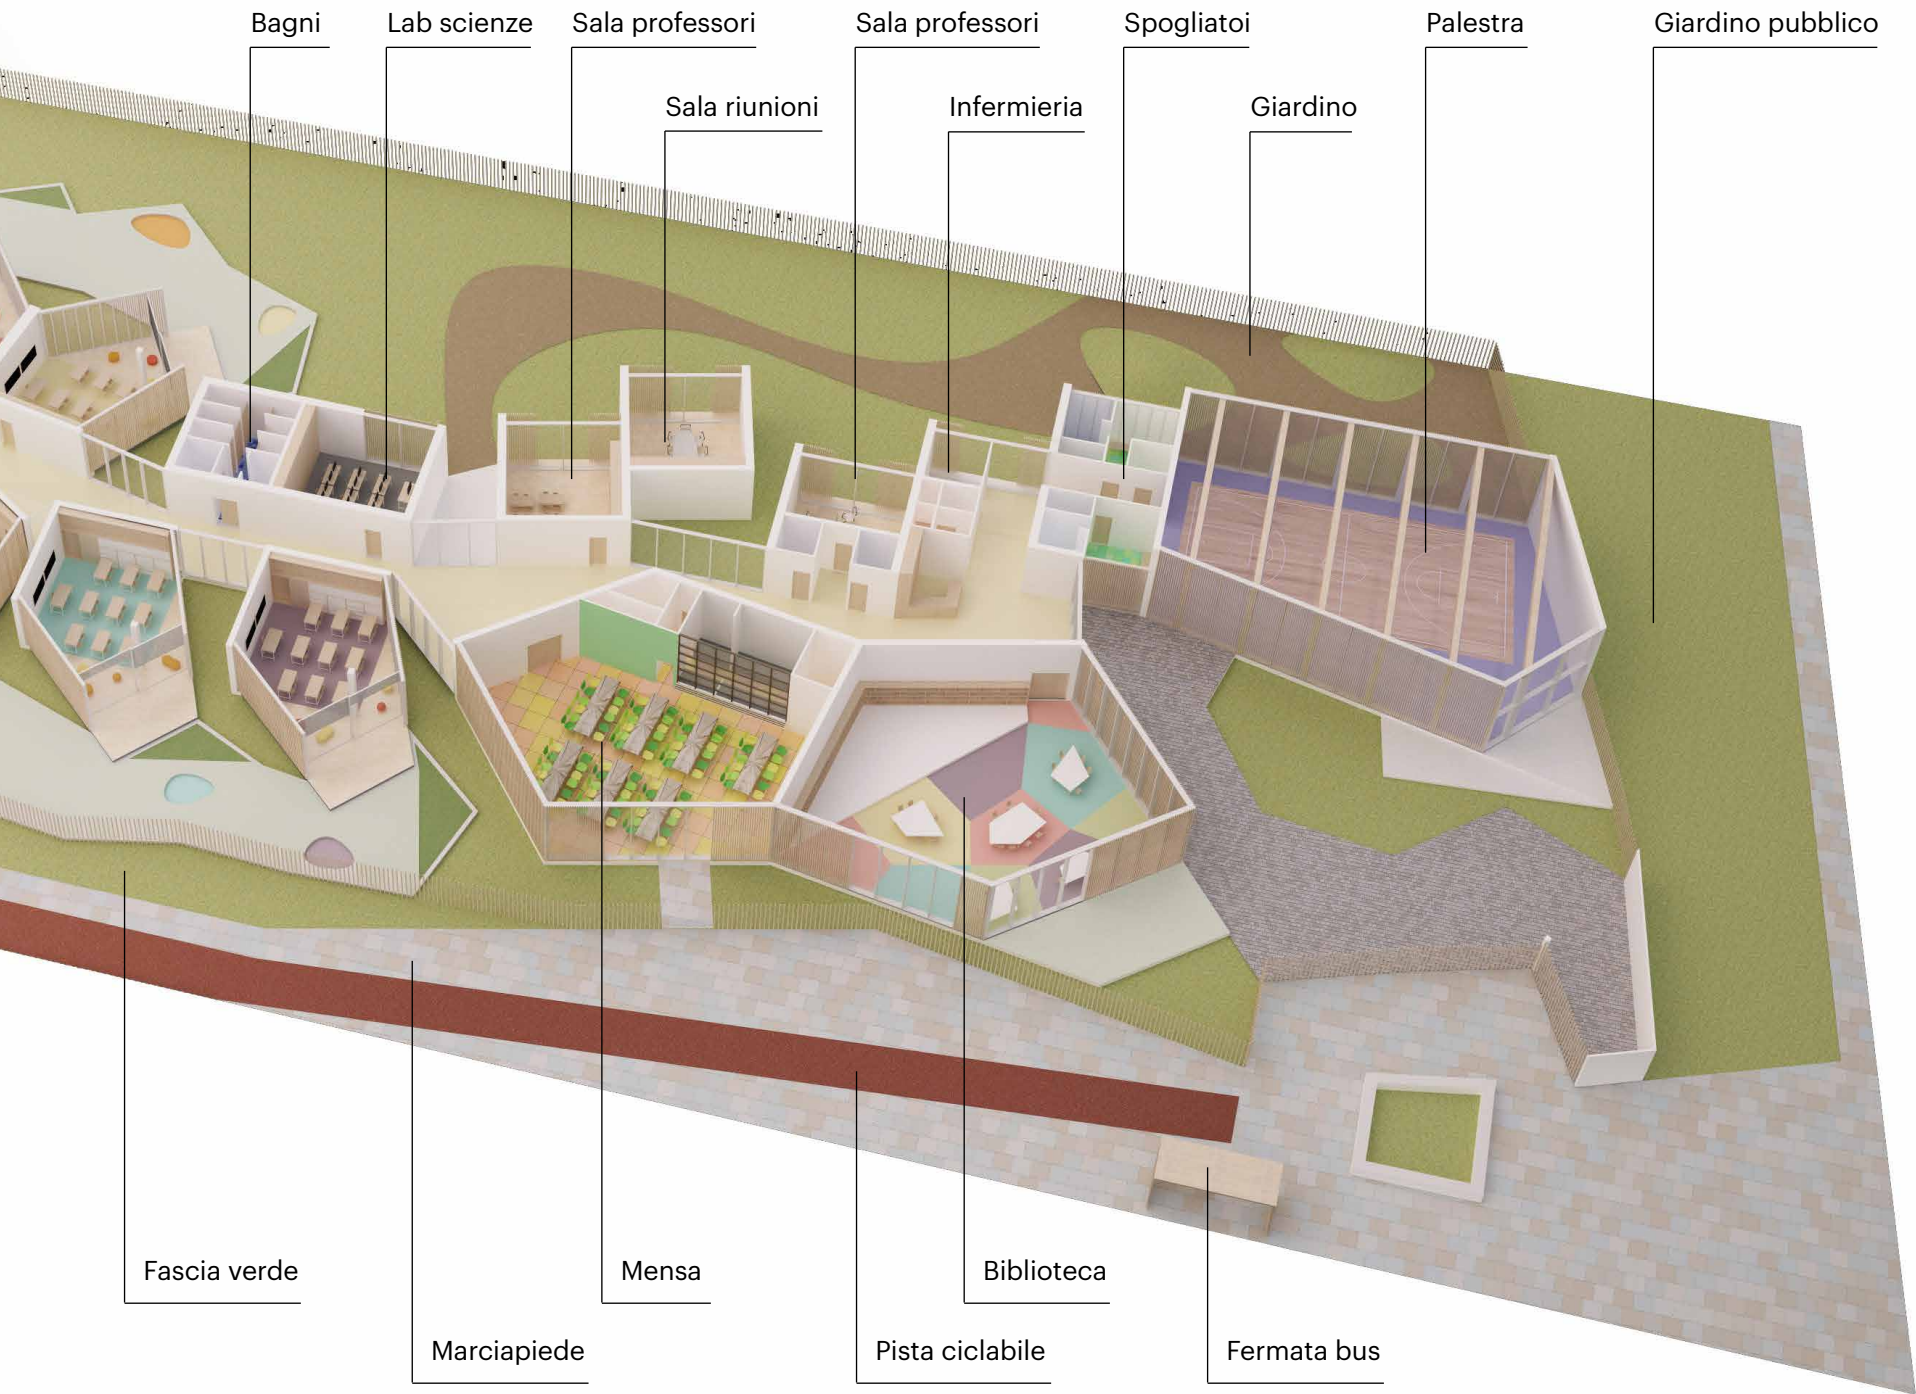 Bagni
Lab scienze
Sala professori
Sala professori
Spogliatoi
Palestra
Giardino pubblico
Sala riunioni
Infermieria
Giardino
Fascia verde
Mensa
Biblioteca
Marciapiede
Pista ciclabile
Fermata bus